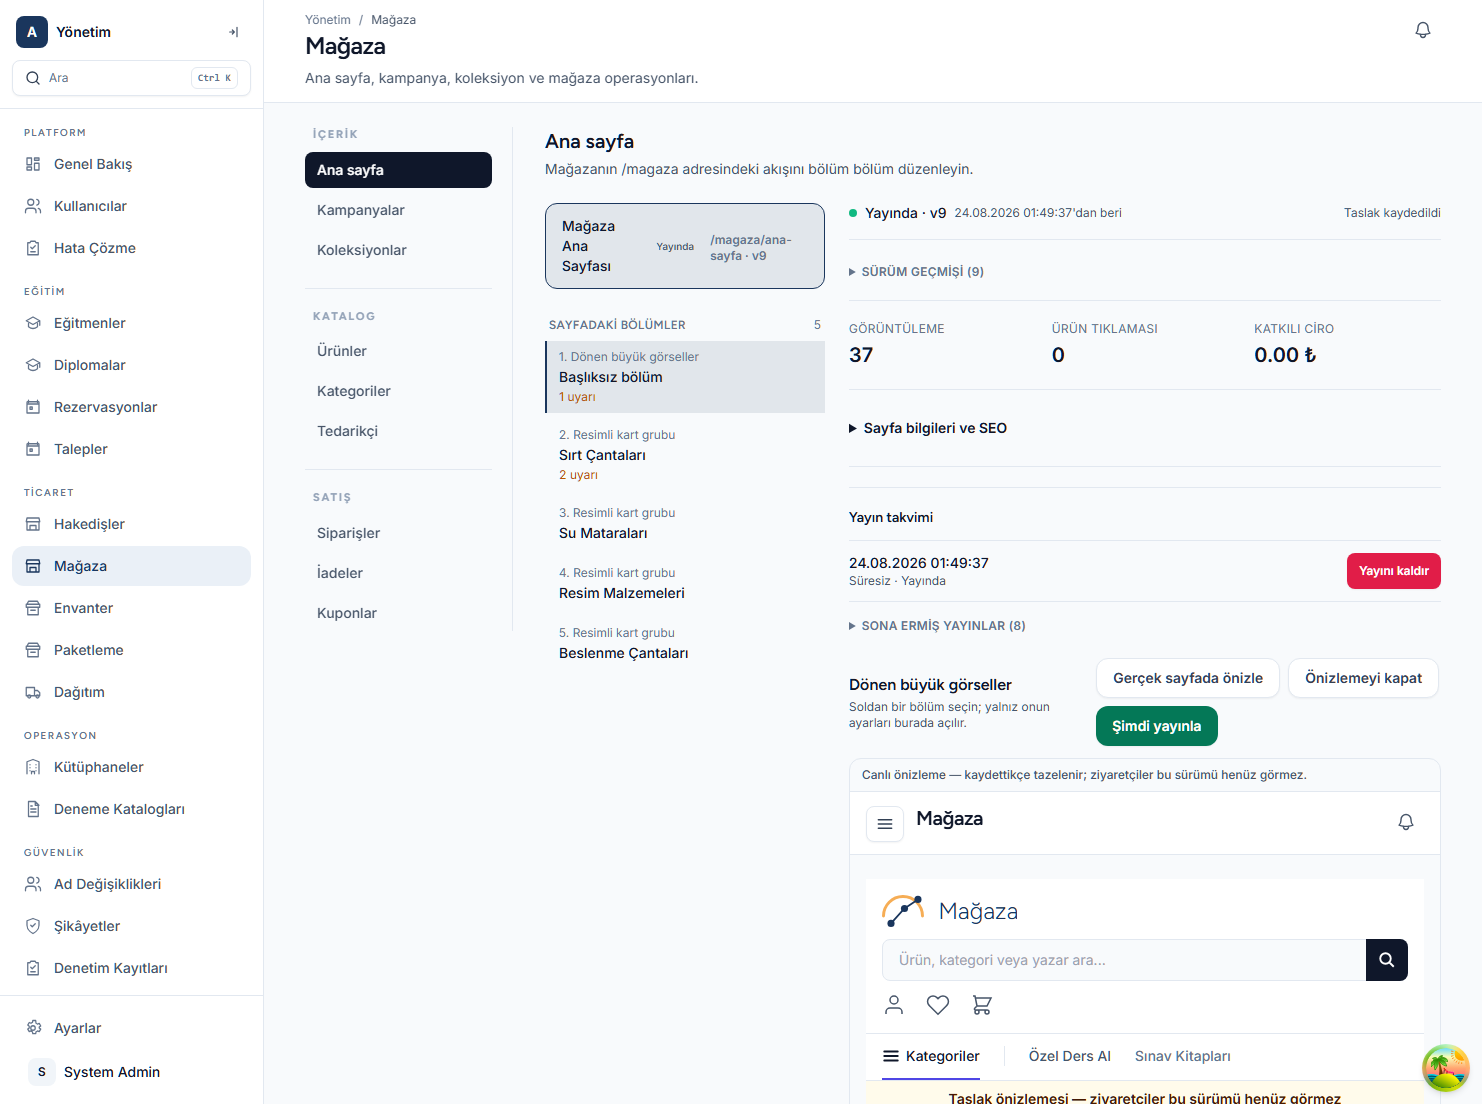 A
Yönetim
Ara
Ctrl K
PLATFORM
Genel Bakış
Kullanıcılar
Hata Çözme
EĞİTİM
Eğitmenler
Diplomalar
Rezervasyonlar
Talepler
TİCARET
Hakedişler
Mağaza
Envanter
Paketleme
Dağıtım
OPERASYON
Kütüphaneler
Deneme Katalogları
GÜVENLİK
Ad Değişiklikleri
Şikâyetler
Denetim Kayıtları
Ayarlar
S
System Admin
Yönetim / Mağaza
Mağaza
Ana sayfa, kampanya, koleksiyon ve mağaza operasyonları.
İÇERİK
Ana sayfa
Kampanyalar
Koleksiyonlar
KATALOG
Ürünler
Kategoriler
Tedarikçi
SATIŞ
Siparişler
İadeler
Kuponlar
Ana sayfa
Mağazanın /magaza adresindeki akışını bölüm bölüm düzenleyin.
Mağaza
Ana
Sayfası
Yayında
/magaza/ana-
sayfa · v9
SAYFADAKİ BÖLÜMLER 5
1. Dönen büyük görseller
Başlıksız bölüm
1 uyarı
2. Resimli kart grubu
Sırt Çantaları
2 uyarı
3. Resimli kart grubu
Su Mataraları
4. Resimli kart grubu
Resim Malzemeleri
5. Resimli kart grubu
Beslenme Çantaları
Yayında · v9 24.08.2026 01:49:37'dan beri
Taslak kaydedildi
SÜRÜM GEÇMİŞİ (9)
GÖRÜNTÜLEME
37
ÜRÜN TIKLAMASI
0
KATKILI CİRO
0.00 ₺
Sayfa bilgileri ve SEO
Yayın takvimi
24.08.2026 01:49:37
Süresiz · Yayında
Yayını kaldır
SONA ERMİŞ YAYINLAR (8)
Dönen büyük görseller
Soldan bir bölüm seçin; yalnız onun
ayarları burada açılır.
Gerçek sayfada önizle
Önizlemeyi kapat
Şimdi yayınla
Canlı önizleme — kaydettikçe tazelenir; ziyaretçiler bu sürümü henüz görmez.
Mağaza
Mağaza
Ürün, kategori veya yazar ara...
Kategoriler
Özel Ders AI
Sınav Kitapları
Taslak önizlemesi — ziyaretçiler bu sürümü henüz görmez